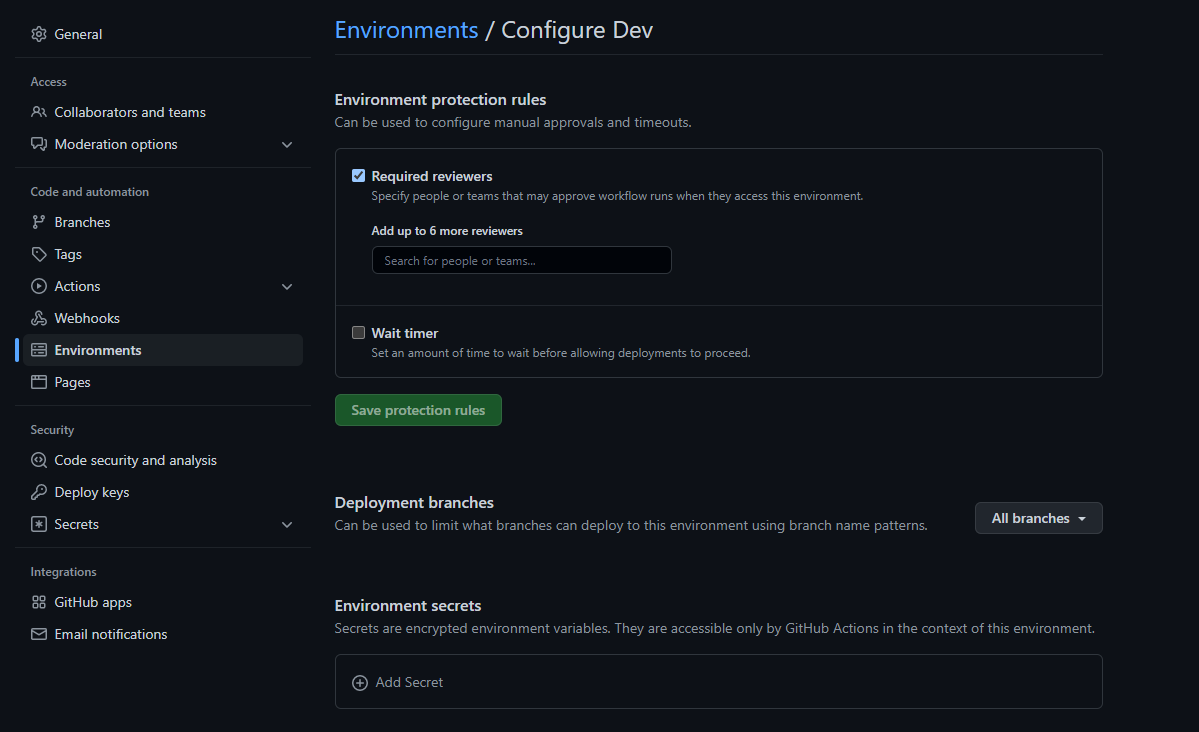 General
Access
Collaborators and teams
Moderation options
Code and automation
Branches
Tags
Actions
Webhooks
Environments
Pages
Security
Code security and analysis
Deploy keys
Secrets
Integrations
GitHub apps
Email notifications
Environments / Configure Dev
Environment protection rules
Can be used to configure manual approvals and timeouts.
Required reviewers
Specify people or teams that may approve workflow runs when they access this environment.
Add up to 6 more reviewers
Search for people or teams...
Wait timer
Set an amount of time to wait before allowing deployments to proceed.
Save protection rules
Deployment branches
Can be used to limit what branches can deploy to this environment using branch name patterns.
All branches
Environment secrets
Secrets are encrypted environment variables. They are accessible only by GitHub Actions in the context of this environment.
Add Secret